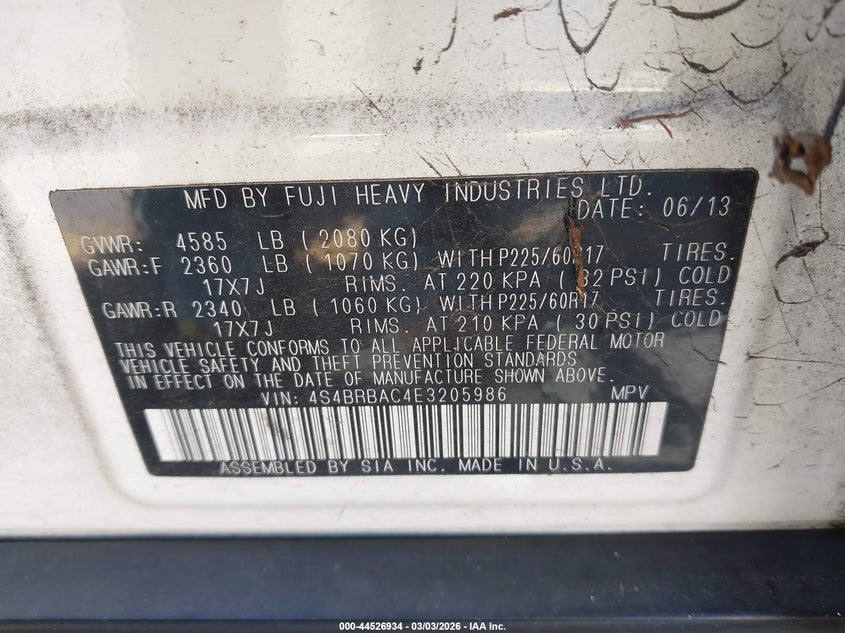 MFD BY FUJI HEAVY INDUSTRIES LTD.
DATE: 06/13
GVWR: 4585 LB ( 2080 KG)
GAWR:F 2360 LB ( 1070 KG) WITH P225/60R17 TIRES.
17X7J RIMS. AT 220 KPA ( 32 PSI) COLD
GAWR:R 2340 LB ( 1060 KG) WITH P225/60R17 TIRES.
17X7J RIMS. AT 210 KPA ( 30 PSI) COLD
THIS VEHICLE CONFORMS TO ALL APPLICABLE FEDERAL MOTOR
VEHICLE SAFETY AND THEFT PREVENTION STANDARDS
IN EFFECT ON THE DATE OF MANUFACTURE SHOWN ABOVE.
VIN: 4S4BRBAC4E3205986 MPV
ASSEMBLED BY SIA INC. MADE IN U.S.A.
000-44526934 - 03/03/2026 - IAA Inc.